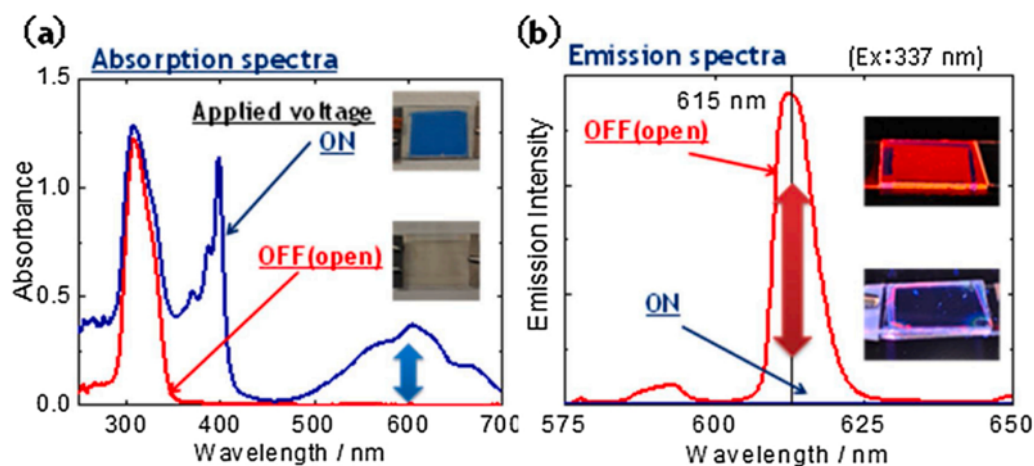 (a)
Absorption spectra
Applied voltage
ON
OFF(open)
Absorbance
1.5
1.0
0.5
0.0
300 400 500 600 700
Wavelength / nm
(b)
Emission spectra
(Ex:337 nm)
615 nm
OFF(open)
ON
Emission Intensity
575 600 625 650
Wavelength / nm